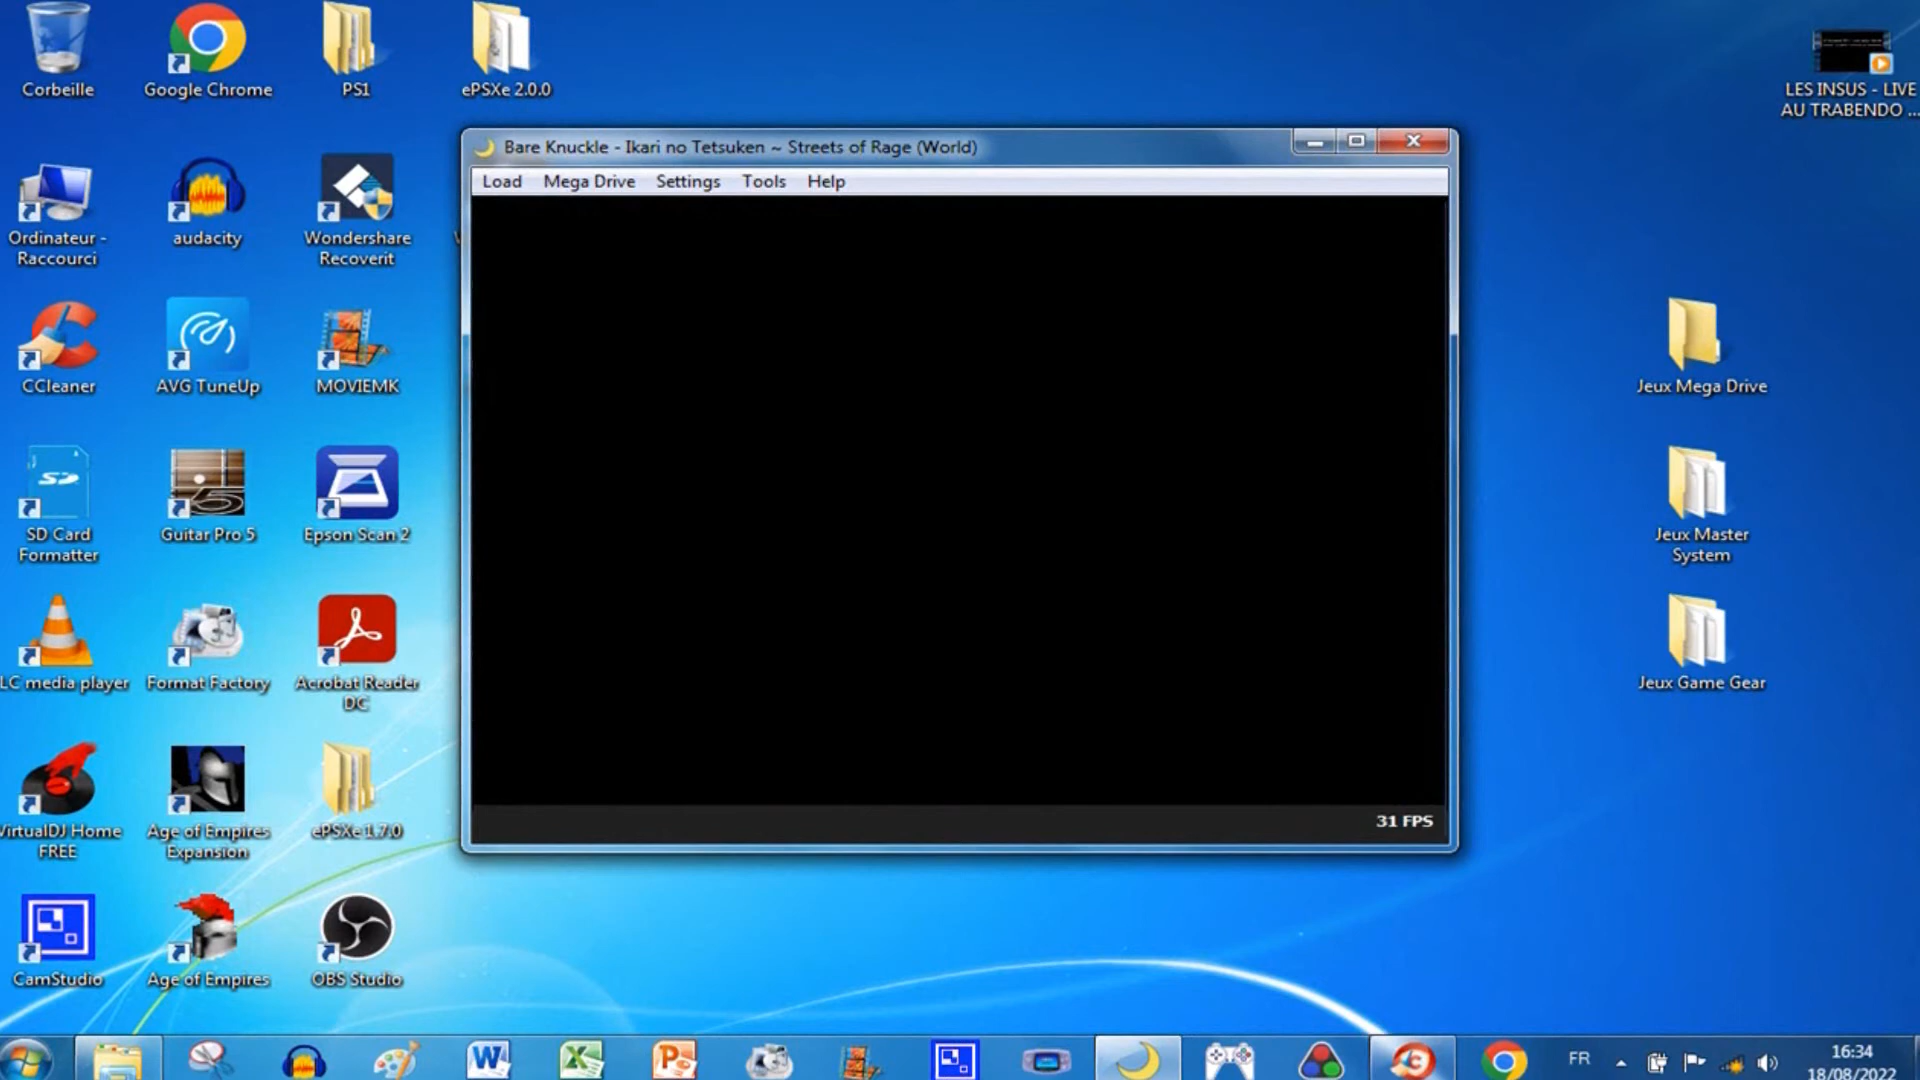 Corbeille
Google Chrome
PS1
ePSXe 2.0.0
LES INSUS - LIVE
AU TRABENDO ...
Bare Knuckle - Ikari no Tetsuken ~ Streets of Rage (World)
Load Mega Drive Settings Tools Help
Ordinateur -
Raccourci
audacity
Wondershare
Recoverit
CCleaner
AVG TuneUp
MOVIEMK
Jeux Mega Drive
SD
SD Card
Formatter
5
Guitar Pro 5
Epson Scan 2
Jeux Master
System
LC media player
Format Factory
Acrobat Reader
DC
Jeux Game Gear
VirtualDJ Home
FREE
Age of Empires
Expansion
ePSXe 1.7.0
31 FPS
CamStudio
Age of Empires
OBS Studio
FR
16:34
18/08/2022